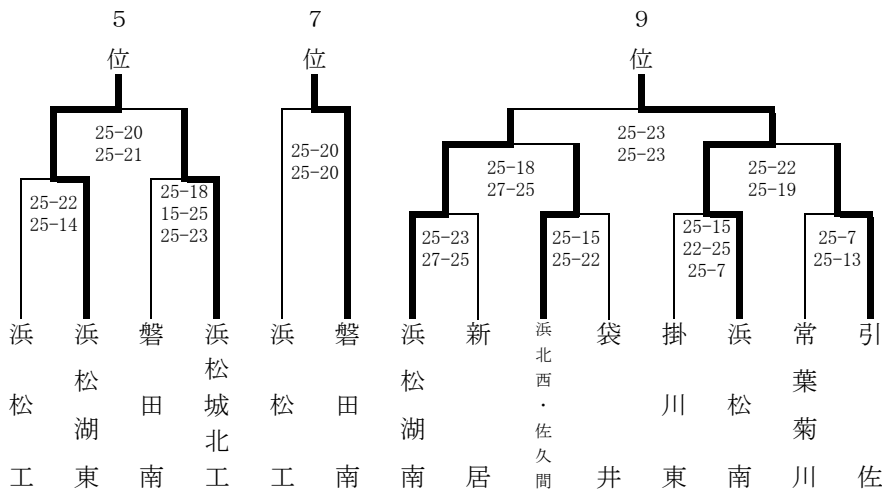 5位
7位
9位
25-20
25-21
25-22
25-14
25-18
15-25
25-23
25-20
25-20
25-23
25-23
25-18
27-25
25-22
25-19
25-23
27-25
25-15
25-22
25-15
22-25
25-7
25-7
25-13
浜松工
浜松湖東
磐田南
浜松城北工
浜松工
磐田南
浜松湖南
新居
浜北西・佐久間
袋井
掛川東
浜松南
常葉菊川
引佐